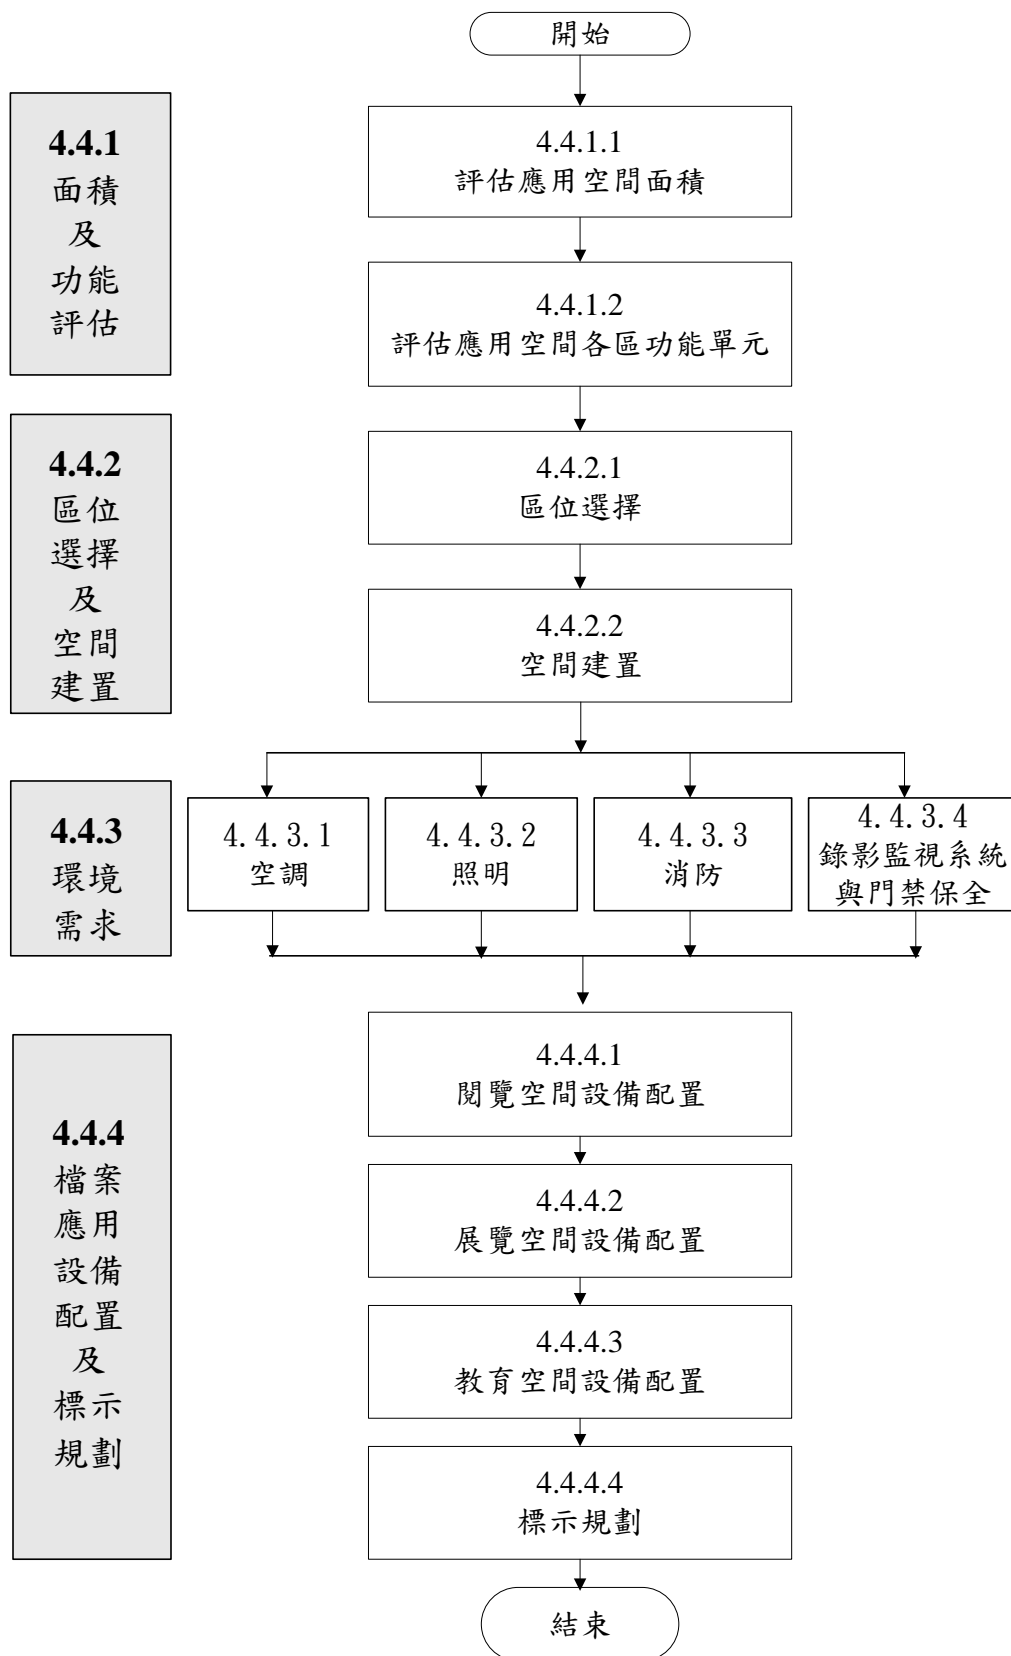 開始
4.4.1
面積
及
功能
評估
4.4.1.1
評估應用空間面積
4.4.1.2
評估應用空間各區功能單元
4.4.2
區位
選擇
及
空間
建置
4.4.2.1
區位選擇
4.4.2.2
空間建置
4.4.3
環境
需求
4.4.3.1
空調
4.4.3.2
照明
4.4.3.3
消防
4.4.3.4
錄影監視系統
與門禁保全
4.4.4
檔案
應用
設備
配置
及
標示
規劃
4.4.4.1
閱覽空間設備配置
4.4.4.2
展覽空間設備配置
4.4.4.3
教育空間設備配置
4.4.4.4
標示規劃
結束